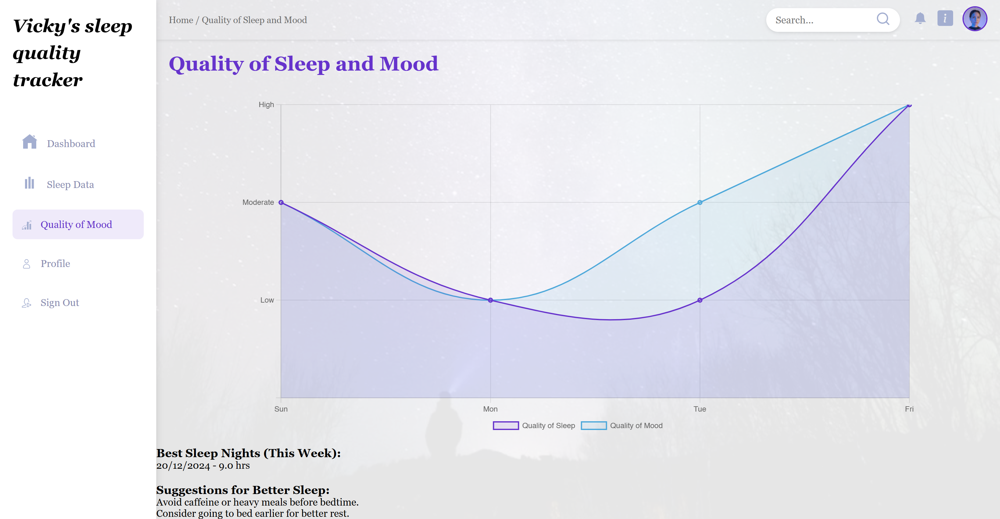 Vicky's sleep
quality
tracker
Dashboard
Sleep Data
Quality of Mood
Profile
Sign Out
Home / Quality of Sleep and Mood
Search...
i
Quality of Sleep and Mood
High
Moderate
Low
Sun Mon Tue Fri
Quality of Sleep Quality of Mood
Best Sleep Nights (This Week):
20/12/2024 - 9.0 hrs
Suggestions for Better Sleep:
Avoid caffeine or heavy meals before bedtime.
Consider going to bed earlier for better rest.